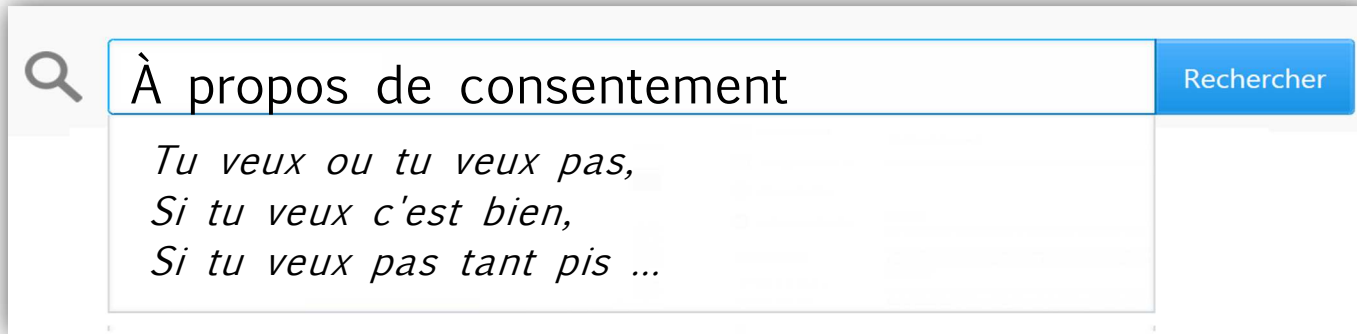 À propos de consentement
Rechercher
Tu veux ou tu veux pas,
Si tu veux c'est bien,
Si tu veux pas tant pis ...